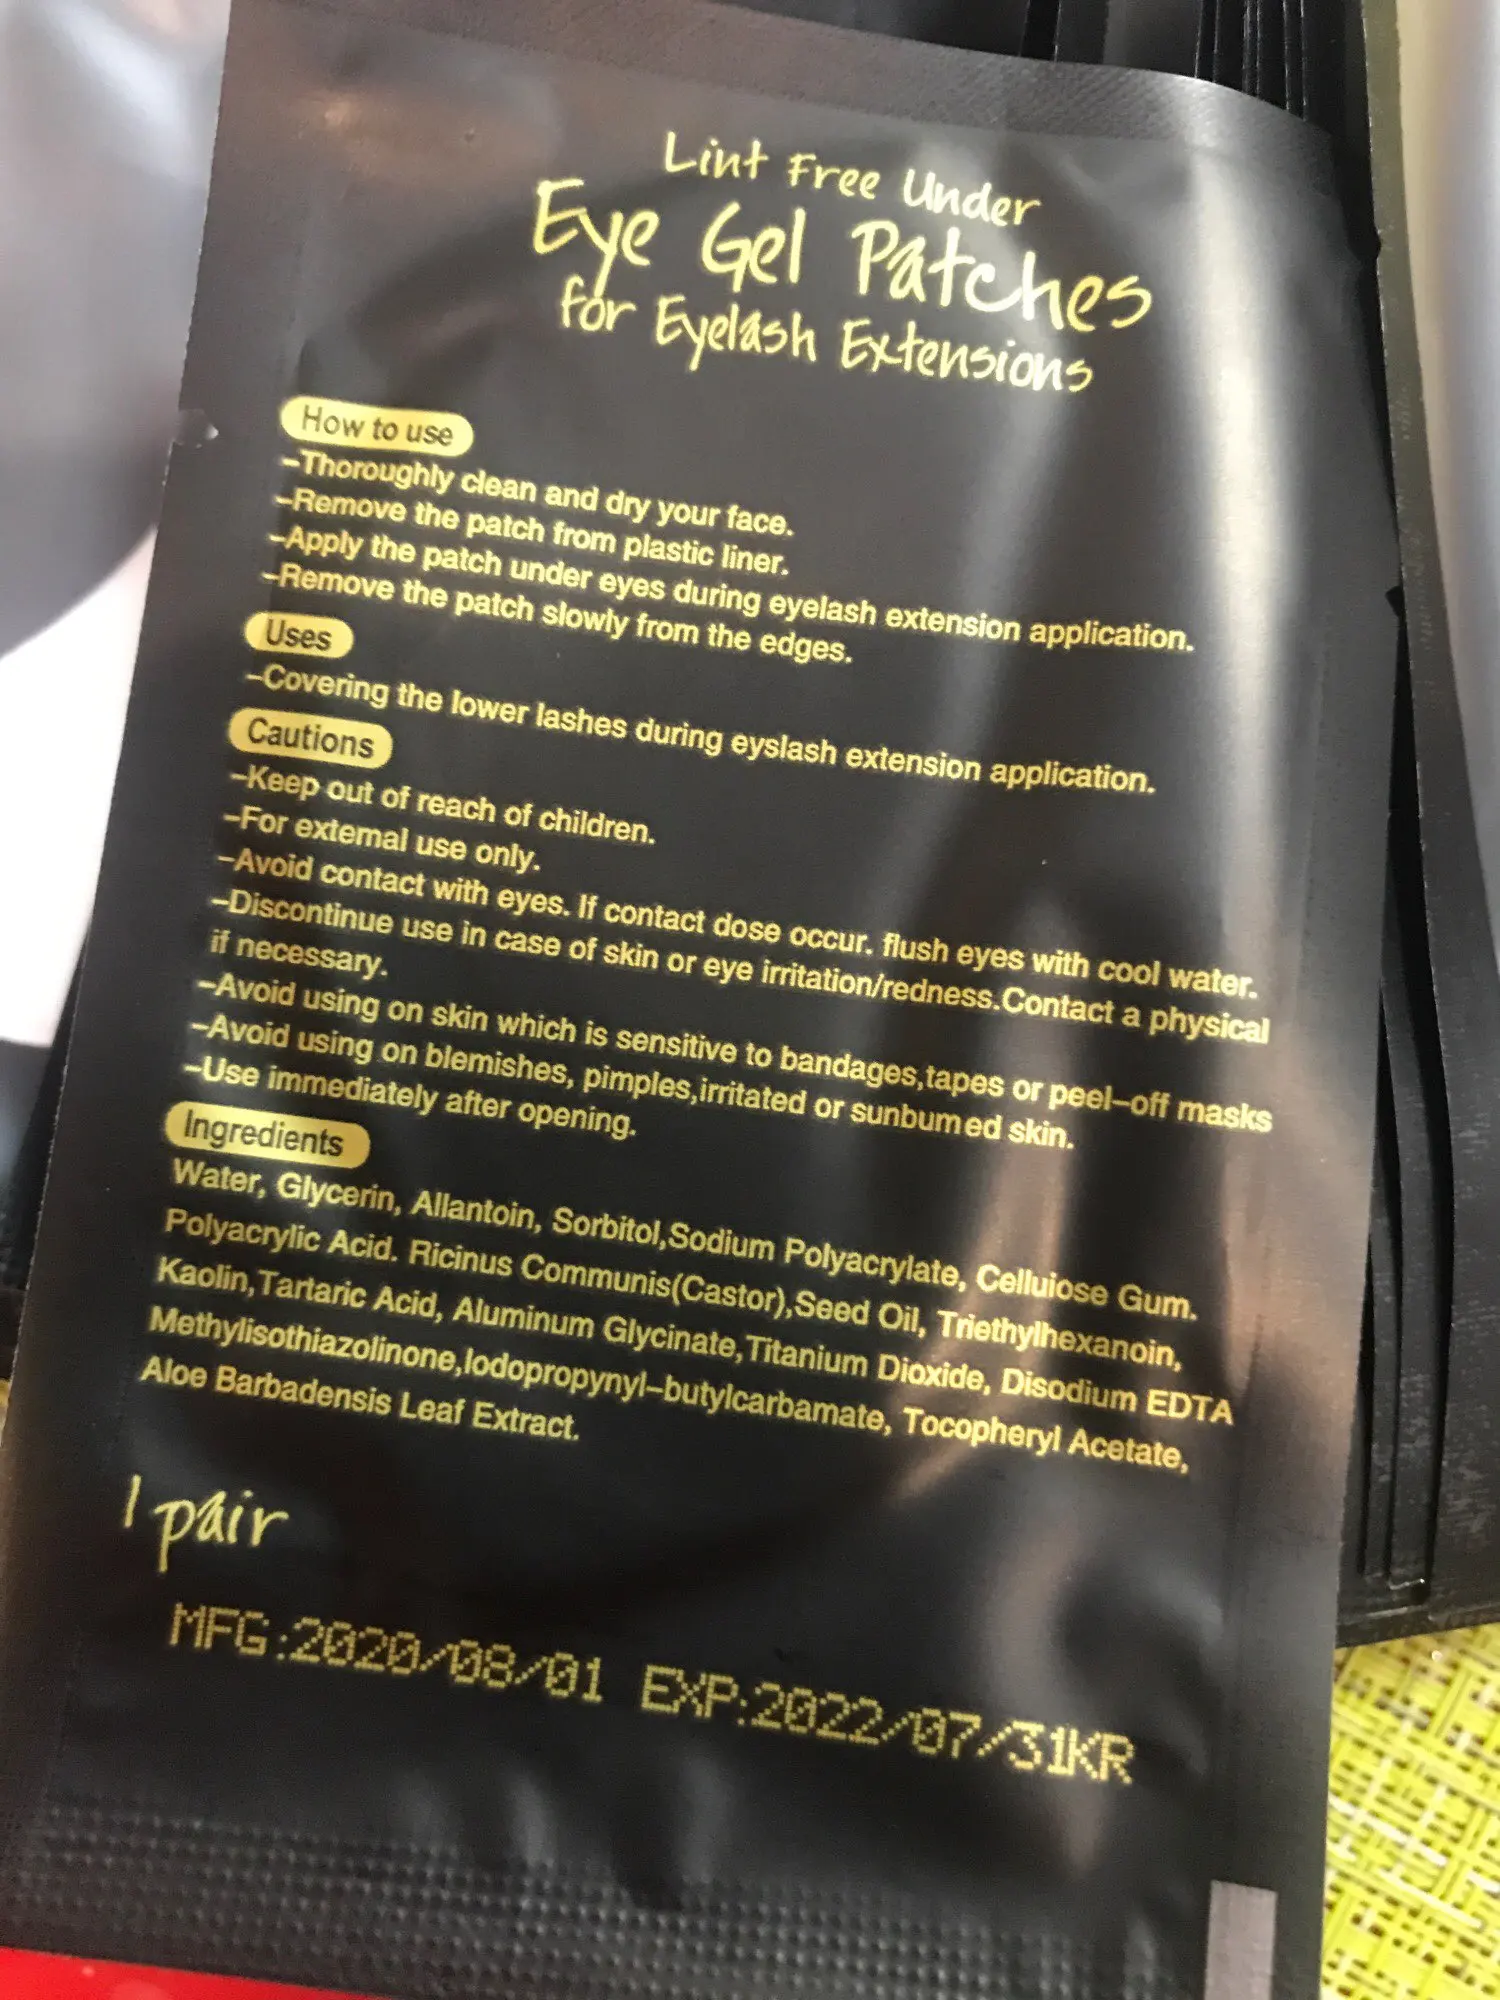 Lint Free Under
Eye Gel Patches
for Eyelash Extensions
How to use
-Thoroughly clean and dry your face.
-Remove the patch from plastic liner.
-Apply the patch under eyes during eyelash extension application.
-Remove the patch slowly from the edges.
Uses
-Covering the lower lashes during eyslash extension application.
Cautions
-Keep out of reach of children.
-For extemal use only.
-Avoid contact with eyes. If contact dose occur. flush eyes with cool water.
-Discontinue use in case of skin or eye irritation/redness.Contact a physical
if necessary.
-Avoid using on skin which is sensitive to bandages,tapes or peel-off masks
-Avoid using on blemishes, pimples,irritated or sunbumed skin.
-Use immediately after opening.
Ingredients
Water, Glycerin, Allantoin, Sorbitol,Sodium Polyacrylate, Celluiose Gum.
Polyacrylic Acid. Ricinus Communis(Castor),Seed Oil, Triethylhexanoin,
Kaolin,Tartaric Acid, Aluminum Glycinate,Titanium Dioxide, Disodium EDTA
Methylisothiazolinone,Iodopropynyl-butylcarbamate, Tocopheryl Acetate,
Aloe Barbadensis Leaf Extract.
1 pair
MFG:2020/08/01 EXP:2022/07/31KR